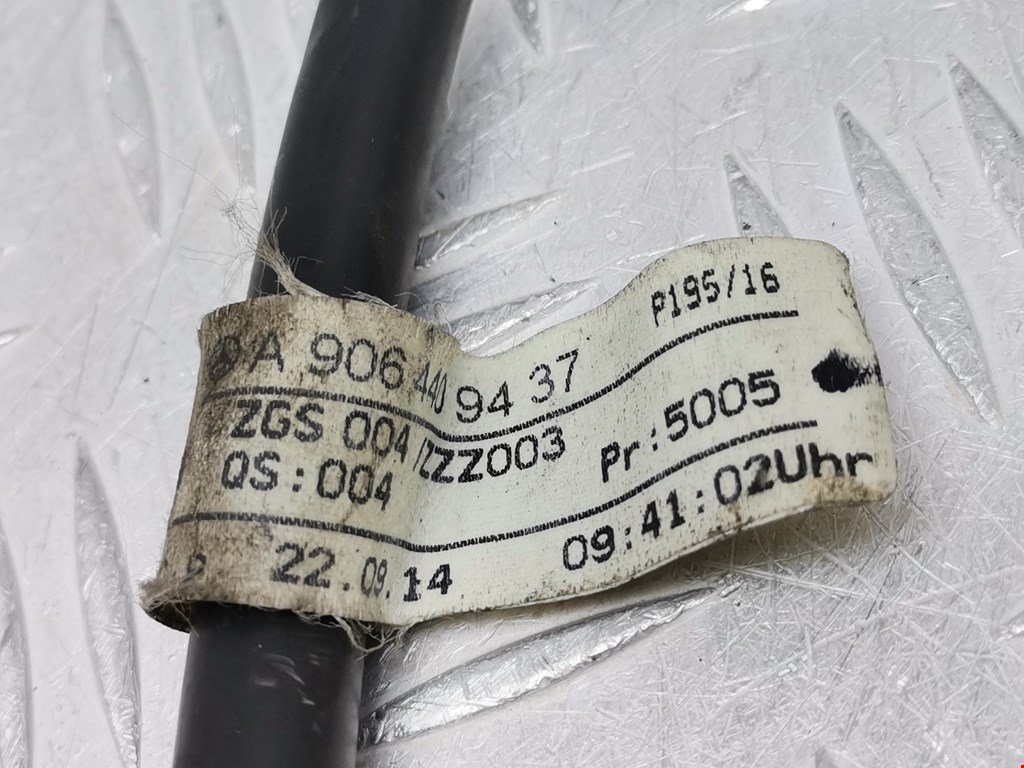 P195/16
A 906 440 94 37
ZGS 004/ZZZ003 Pr:5005
QS:004
22.09.14 09:41:02Uhr